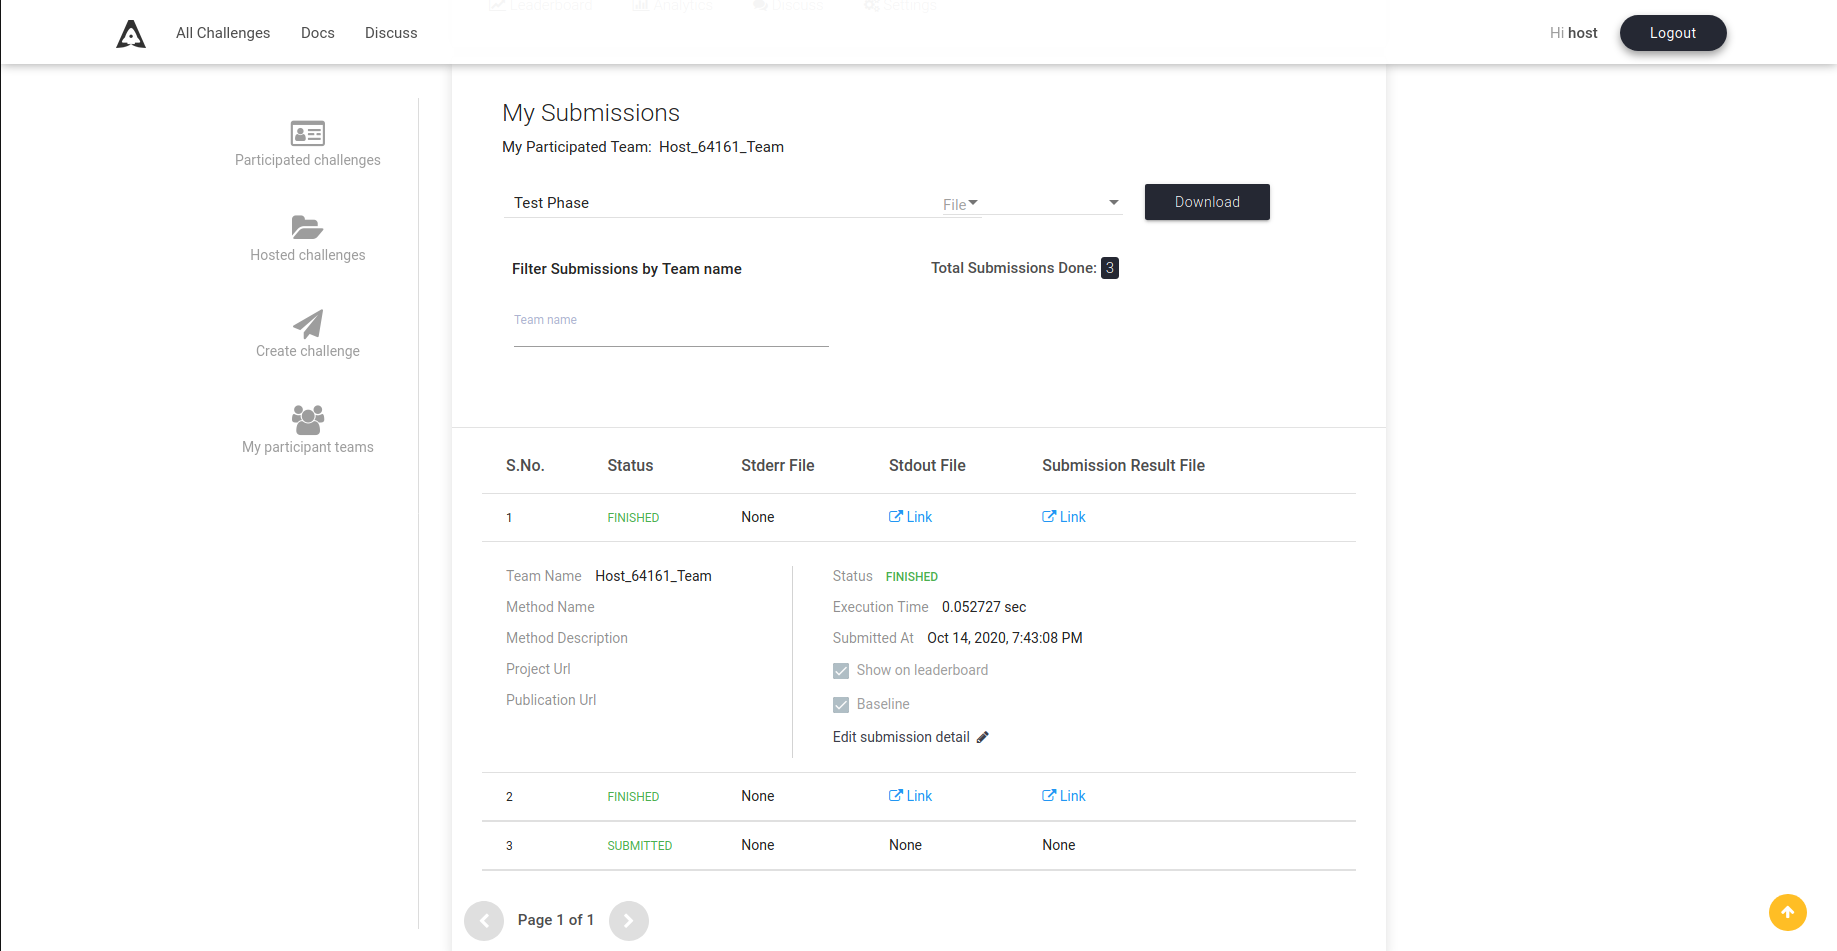 Leaderboard Analytics Discuss Settings
All Challenges Docs Discuss Hi host Logout
Participated challenges
Hosted challenges
Create challenge
My participant teams
My Submissions
My Participated Team: Host_64161_Team
Test Phase File Download
Filter Submissions by Team name Total Submissions Done: 3
Team name
S.No. Status Stderr File Stdout File Submission Result File
1 FINISHED None Link Link
Team Name Host_64161_Team
Method Name
Method Description
Project Url
Publication Url
Status FINISHED
Execution Time 0.052727 sec
Submitted At Oct 14, 2020, 7:43:08 PM
Show on leaderboard
Baseline
Edit submission detail
2 FINISHED None Link Link
3 SUBMITTED None None None
Page 1 of 1